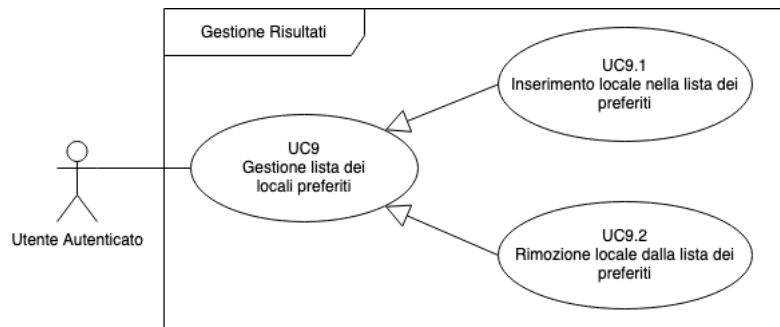 Gestione Risultati
UC9.1
Inserimento locale nella lista dei
preferiti
UC9
Gestione lista dei
locali preferiti
Utente Autenticato
UC9.2
Rimozione locale dalla lista dei
preferiti